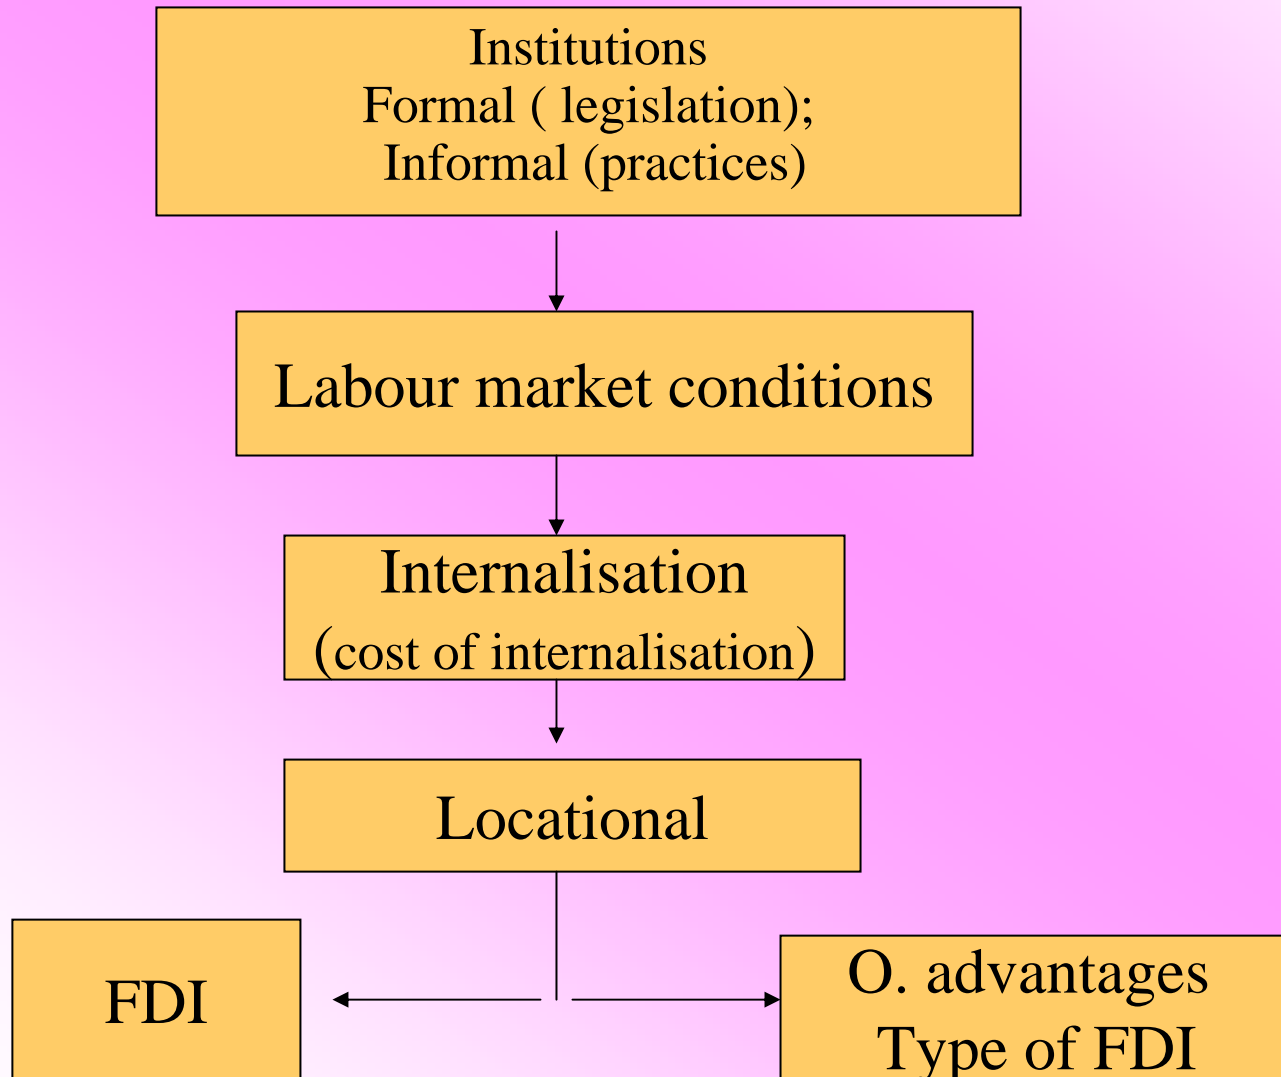 Institutions
Formal ( legislation);
Informal (practices)
Labour market conditions
Internalisation
(cost of internalisation)
Locational
FDI
O. advantages
Type of FDI